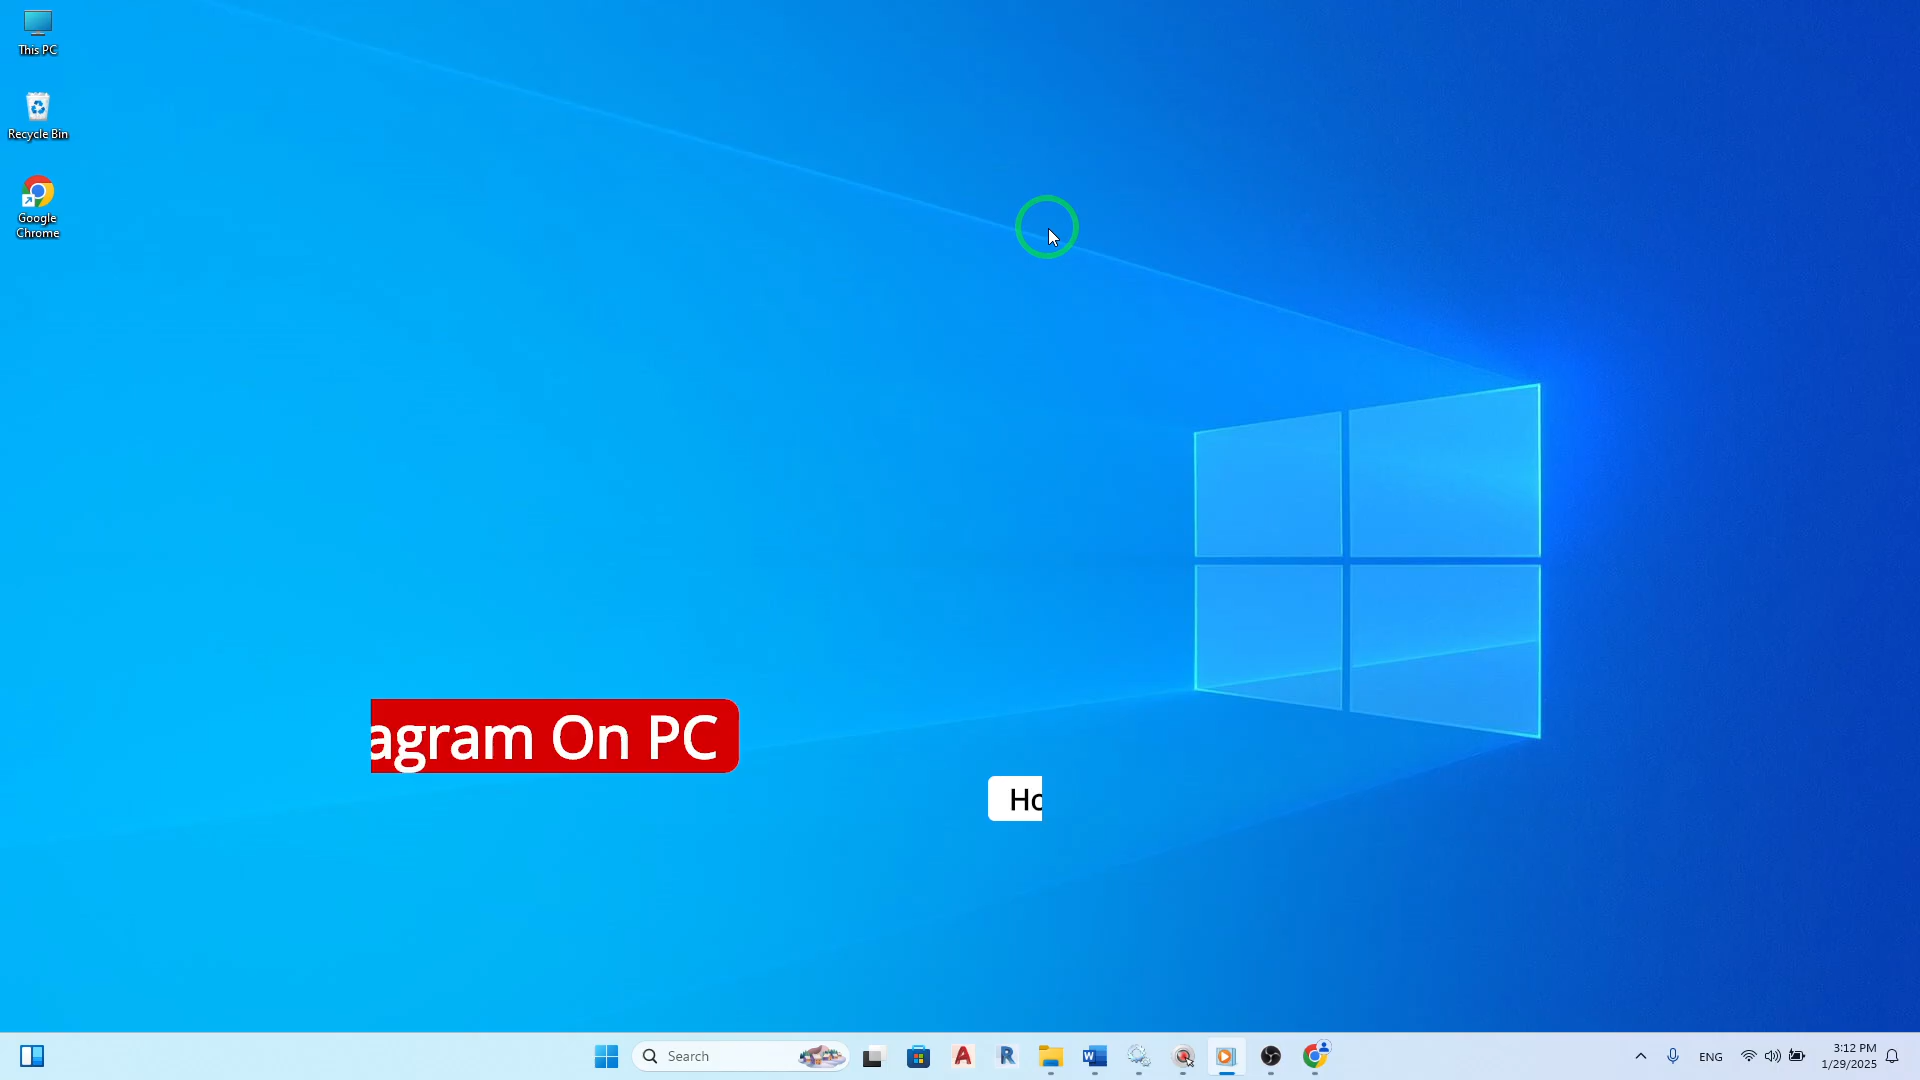 This PC
Recycle Bin
Google
Chrome
agram On PC
Ho
Search
ENG
3:12 PM
1/29/2025